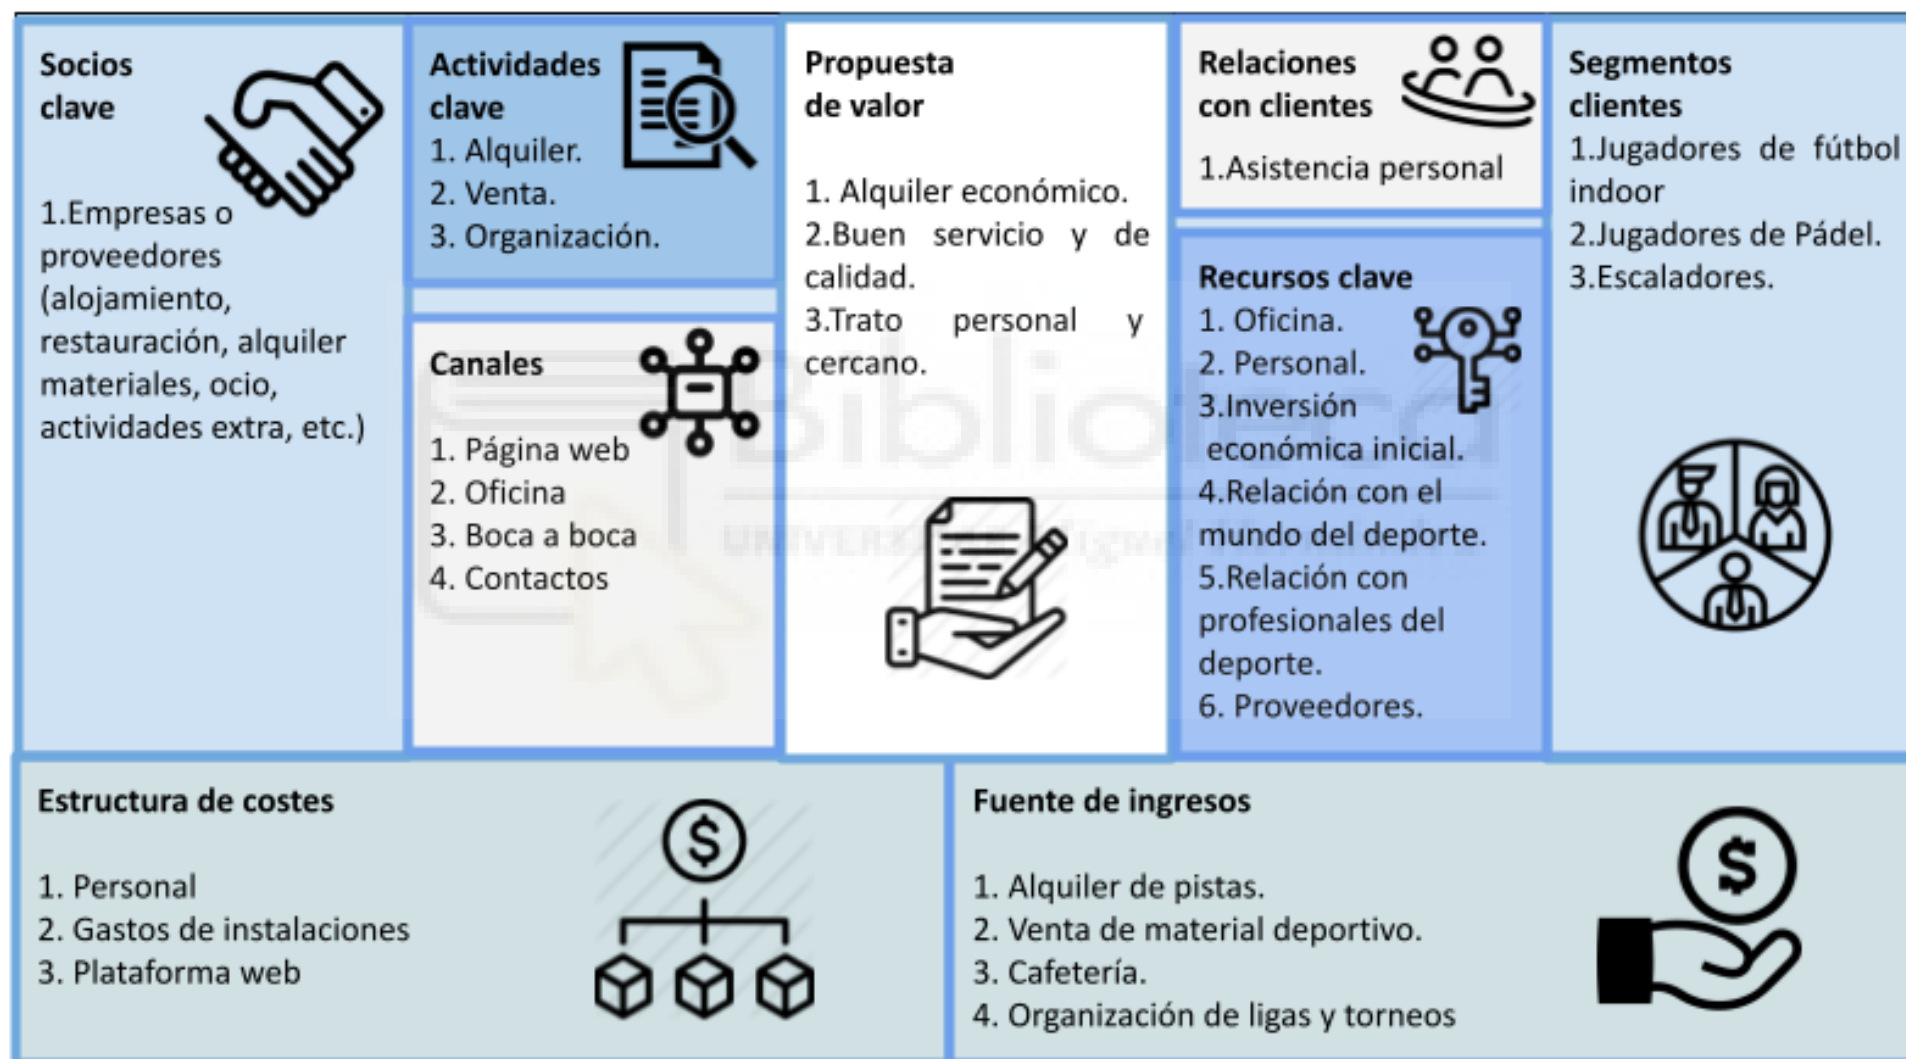 Socios
clave
1.Empresas o
proveedores
(alojamiento,
restauración, alquiler
materiales, ocio,
actividades extra, etc.)
Actividades
clave
1. Alquiler.
2. Venta.
3. Organización.
Canales
1. Página web
2. Oficina
3. Boca a boca
4. Contactos
Propuesta
de valor
1. Alquiler económico.
2.Buen servicio y de
calidad.
3.Trato personal y
cercano.
Relaciones
con clientes
1.Asistencia personal
Recursos clave
1. Oficina.
2. Personal.
3.Inversión
económica inicial.
4.Relación con el
mundo del deporte.
5.Relación con
profesionales del
deporte.
6. Proveedores.
Segmentos
clientes
1.Jugadores de fútbol
indoor
2.Jugadores de Pádel.
3.Escaladores.
Biblioteca
Estructura de costes
1. Personal
2. Gastos de instalaciones
3. Plataforma web
Fuente de ingresos
1. Alquiler de pistas.
2. Venta de material deportivo.
3. Cafetería.
4. Organización de ligas y torneos